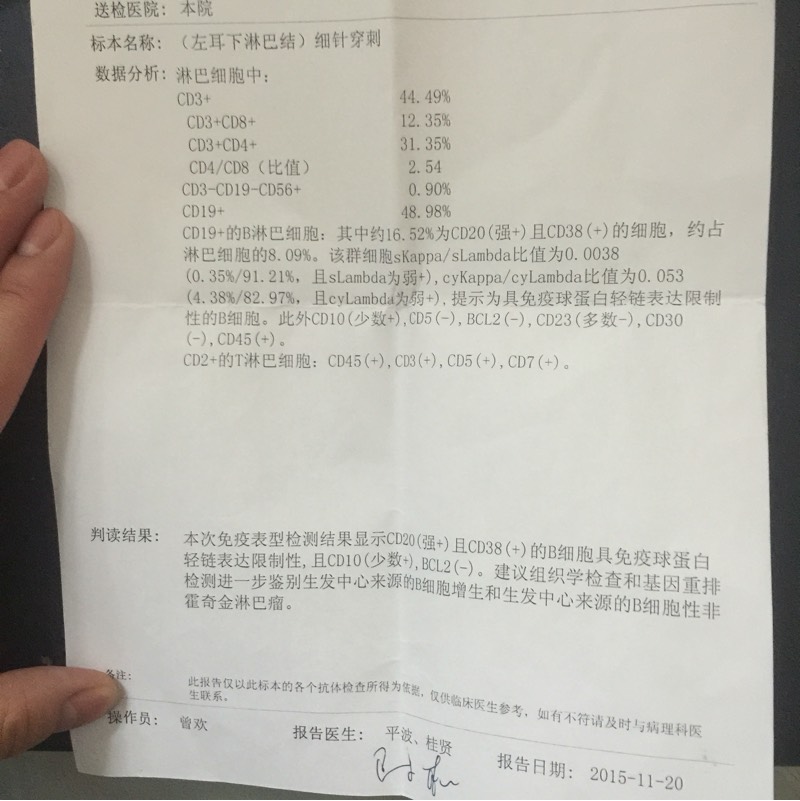 送检医院: 本院
标本名称: (左耳下淋巴结)细针穿刺
数据分析: 淋巴细胞中:
CD3+ 44.49%
CD3+CD8+ 12.35%
CD3+CD4+ 31.35%
CD4/CD8(比值) 2.54
CD3-CD19-CD56+ 0.90%
CD19+ 48.98%
CD19+的B淋巴细胞: 其中约16.52%为CD20(强+)且CD38(+)的细胞, 约占
淋巴细胞的8.09%。该群细胞sKappa/sLambda比值为0.0038
(0.35%/91.21%, 且sLambda为弱+), cyKappa/cyLambda比值为0.053
(4.38%/82.97%, 且cyLambda为弱+), 提示为具免疫球蛋白轻链表达限制
性的B细胞。此外CD10(少数+), CD5(-), BCL2(-), CD23(多数-), CD30
(-), CD45(+)。
CD2+的T淋巴细胞: CD45(+), CD3(+), CD5(+), CD7(+)。
判读结果: 本次免疫表型检测结果显示CD20(强+)且CD38(+)的B细胞具免疫球蛋白
轻链表达限制性, 且CD10(少数+), BCL2(-)。建议组织学检查和基因重排
检测进一步鉴别生发中心来源的B细胞增生和生发中心来源的B细胞性非
霍奇金淋巴瘤。
备注: 此报告仅以此标本的各个抗体检查所得为依据, 仅供临床医生参考, 如有不符请及时与病理科医
生联系。
操作员: 曾欢 报告医生: 平波、桂贤 报告日期: 2015-11-20